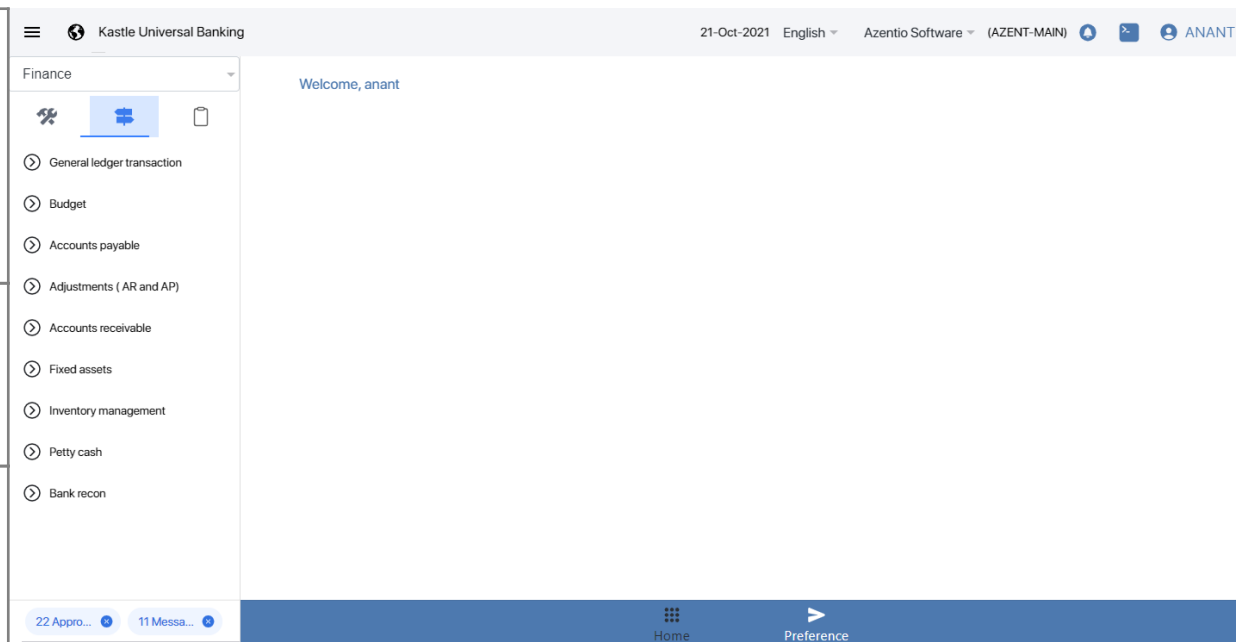 Kastle Universal Banking 21-Oct-2021 English Azentio Software (AZENT-MAIN) ANANT
Finance
Welcome, anant
General ledger transaction
Budget
Accounts payable
Adjustments ( AR and AP)
Accounts receivable
Fixed assets
Inventory management
Petty cash
Bank recon
22 Appro... 11 Messa...
Home Preference